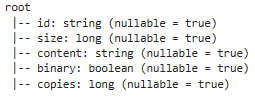 root
 |-- id: string (nullable = true)
 |-- size: long (nullable = true)
 |-- content: string (nullable = true)
 |-- binary: boolean (nullable = true)
 |-- copies: long (nullable = true)